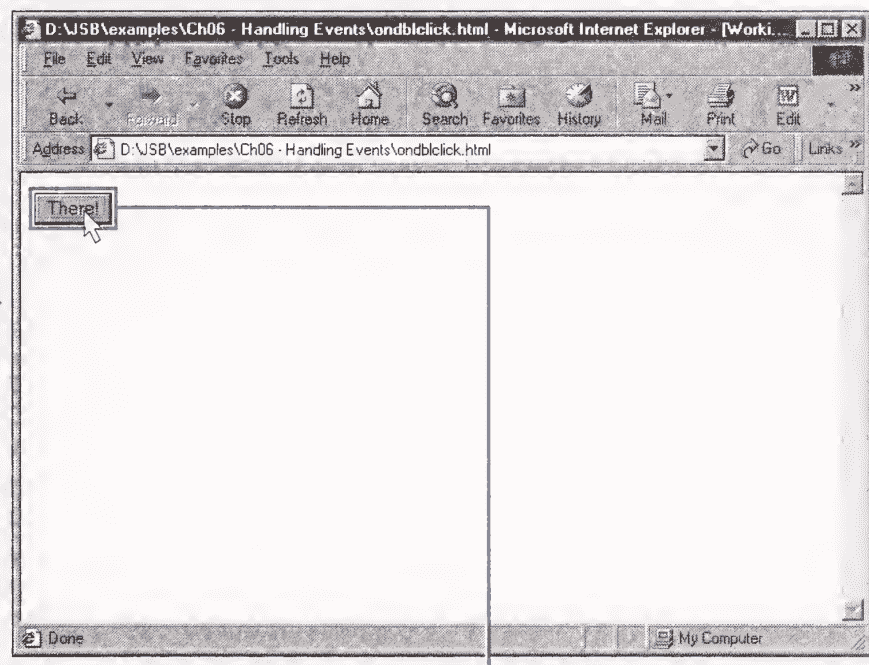 D:\JSB\examples\Ch06 - Handling Events\ondblclick.html - Microsoft Internet Explorer - [Worki...
File Edit View Favorites Tools Help
Back Forward Stop Refresh Home Search Favorites History Mail Print Edit »
Address D:\JSB\examples\Ch06 - Handling Events\ondblclick.html Go Links »
There!
Done My Computer